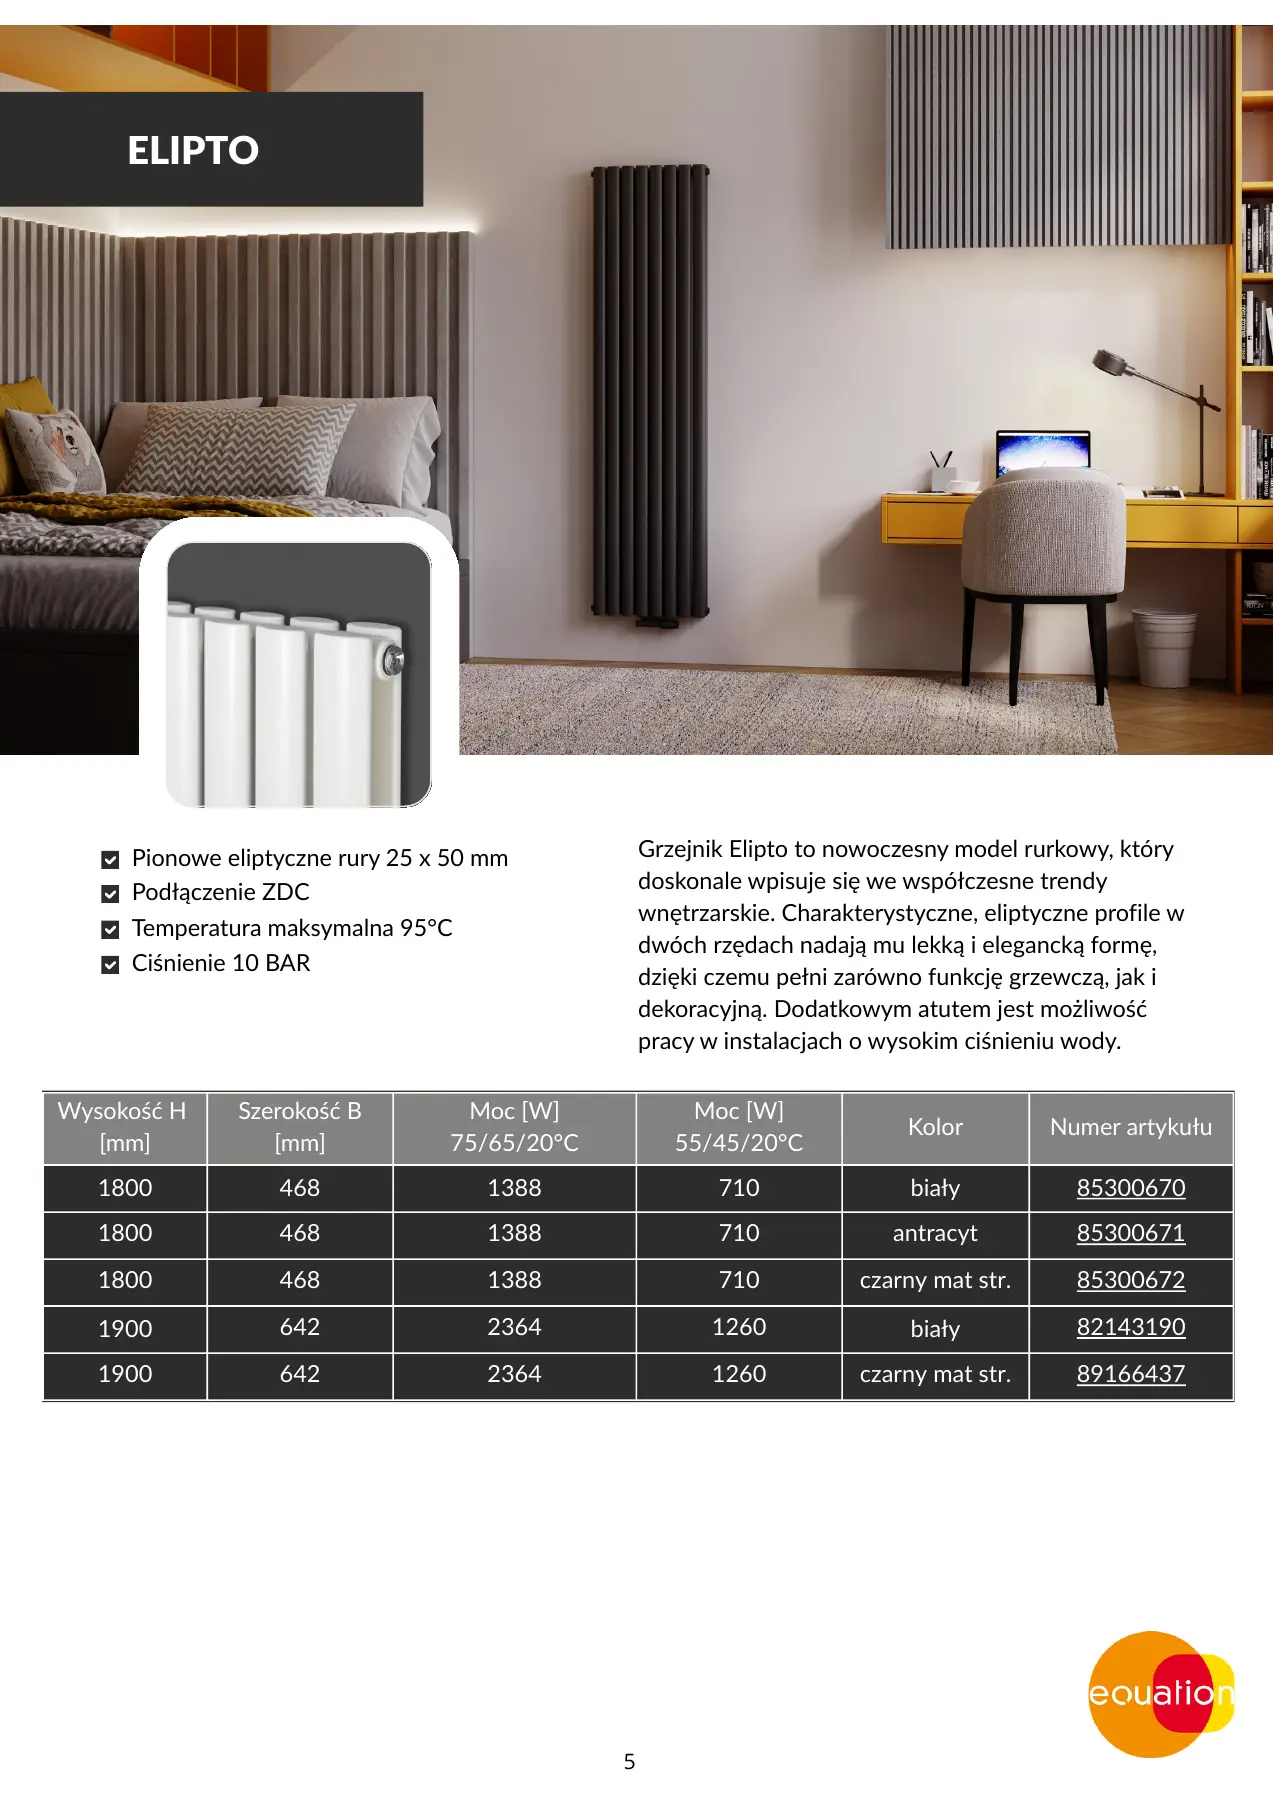 ELIPTO
Pionowe eliptyczne rury 25 x 50 mm
Podłączenie ZDC
Temperatura maksymalna 95°C
Ciśnienie 10 BAR
Grzejnik Elipto to nowoczesny model rurkowy, który
doskonale wpisuje się we współczesne trendy
wnętrzarskie. Charakterystyczne, eliptyczne profile w
dwóch rzędach nadają mu lekką i elegancką formę,
dzięki czemu pełni zarówno funkcję grzewczą, jak i
dekoracyjną. Dodatkowym atutem jest możliwość
pracy w instalacjach o wysokim ciśnieniu wody.
Wysokość H [mm] Szerokość B [mm] Moc [W] 75/65/20°C Moc [W] 55/45/20°C Kolor Numer artykułu
1800 468 1388 710 biały 85300670
1800 468 1388 710 antracyt 85300671
1800 468 1388 710 czarny mat str. 85300672
1900 642 2364 1260 biały 82143190
1900 642 2364 1260 czarny mat str. 89166437
equation
5